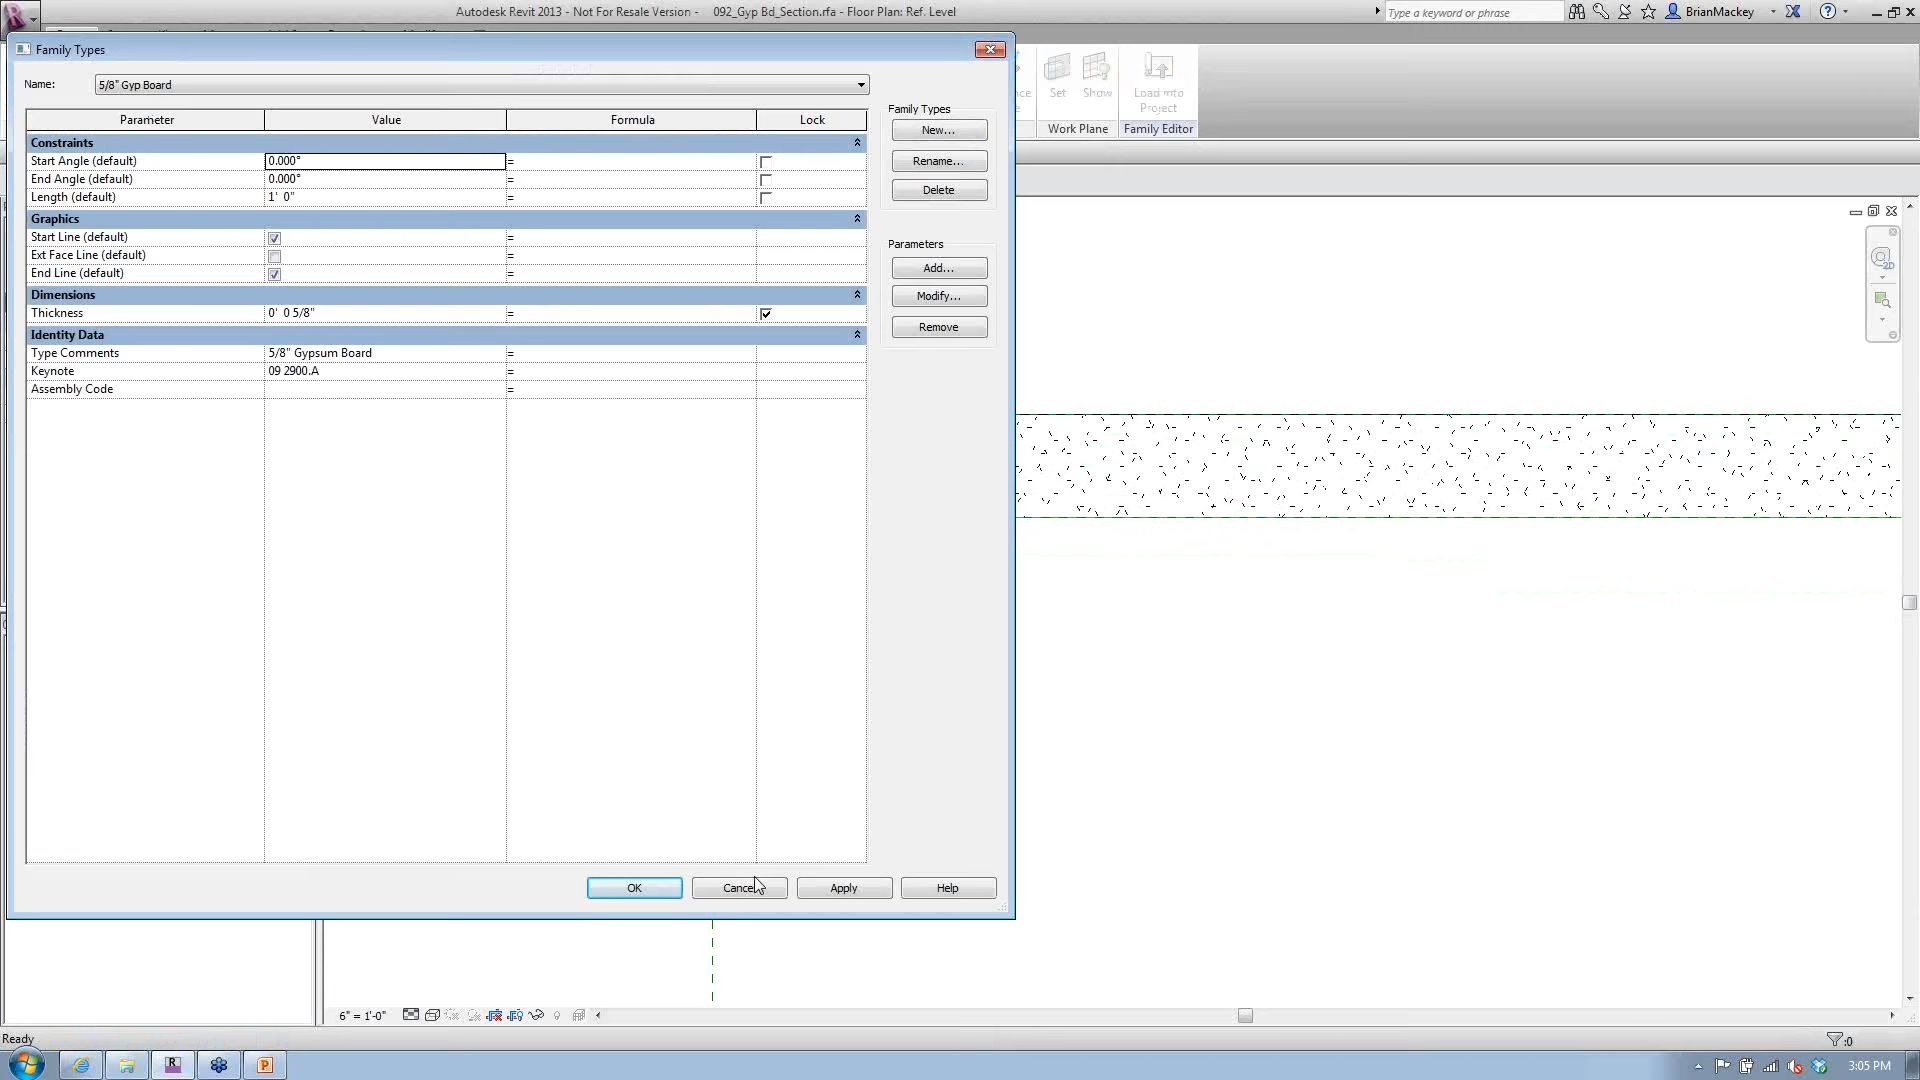 Autodesk Revit 2013 - Not For Resale Version -    092_Gyp Bd_Section.rfa - Floor Plan: Ref. Level
Type a keyword or phrase
BrianMackey
Family Types
Name:
5/8" Gyp Board
Parameter Value Formula Lock
Constraints
Start Angle (default) 0.000° =
End Angle (default) 0.000° =
Length (default) 1'  0" =
Graphics
Start Line (default) =
Ext Face Line (default) =
End Line (default) =
Dimensions
Thickness 0'  0 5/8" =
Identity Data
Type Comments 5/8" Gypsum Board =
Keynote 09 2900.A =
Assembly Code =
Family Types
New...
Rename...
Delete
Parameters
Add...
Modify...
Remove
OK Cancel Apply Help
Set Show Load into
Project
Work Plane Family Editor
2D
6" = 1'-0"
Ready
:0
3:05 PM